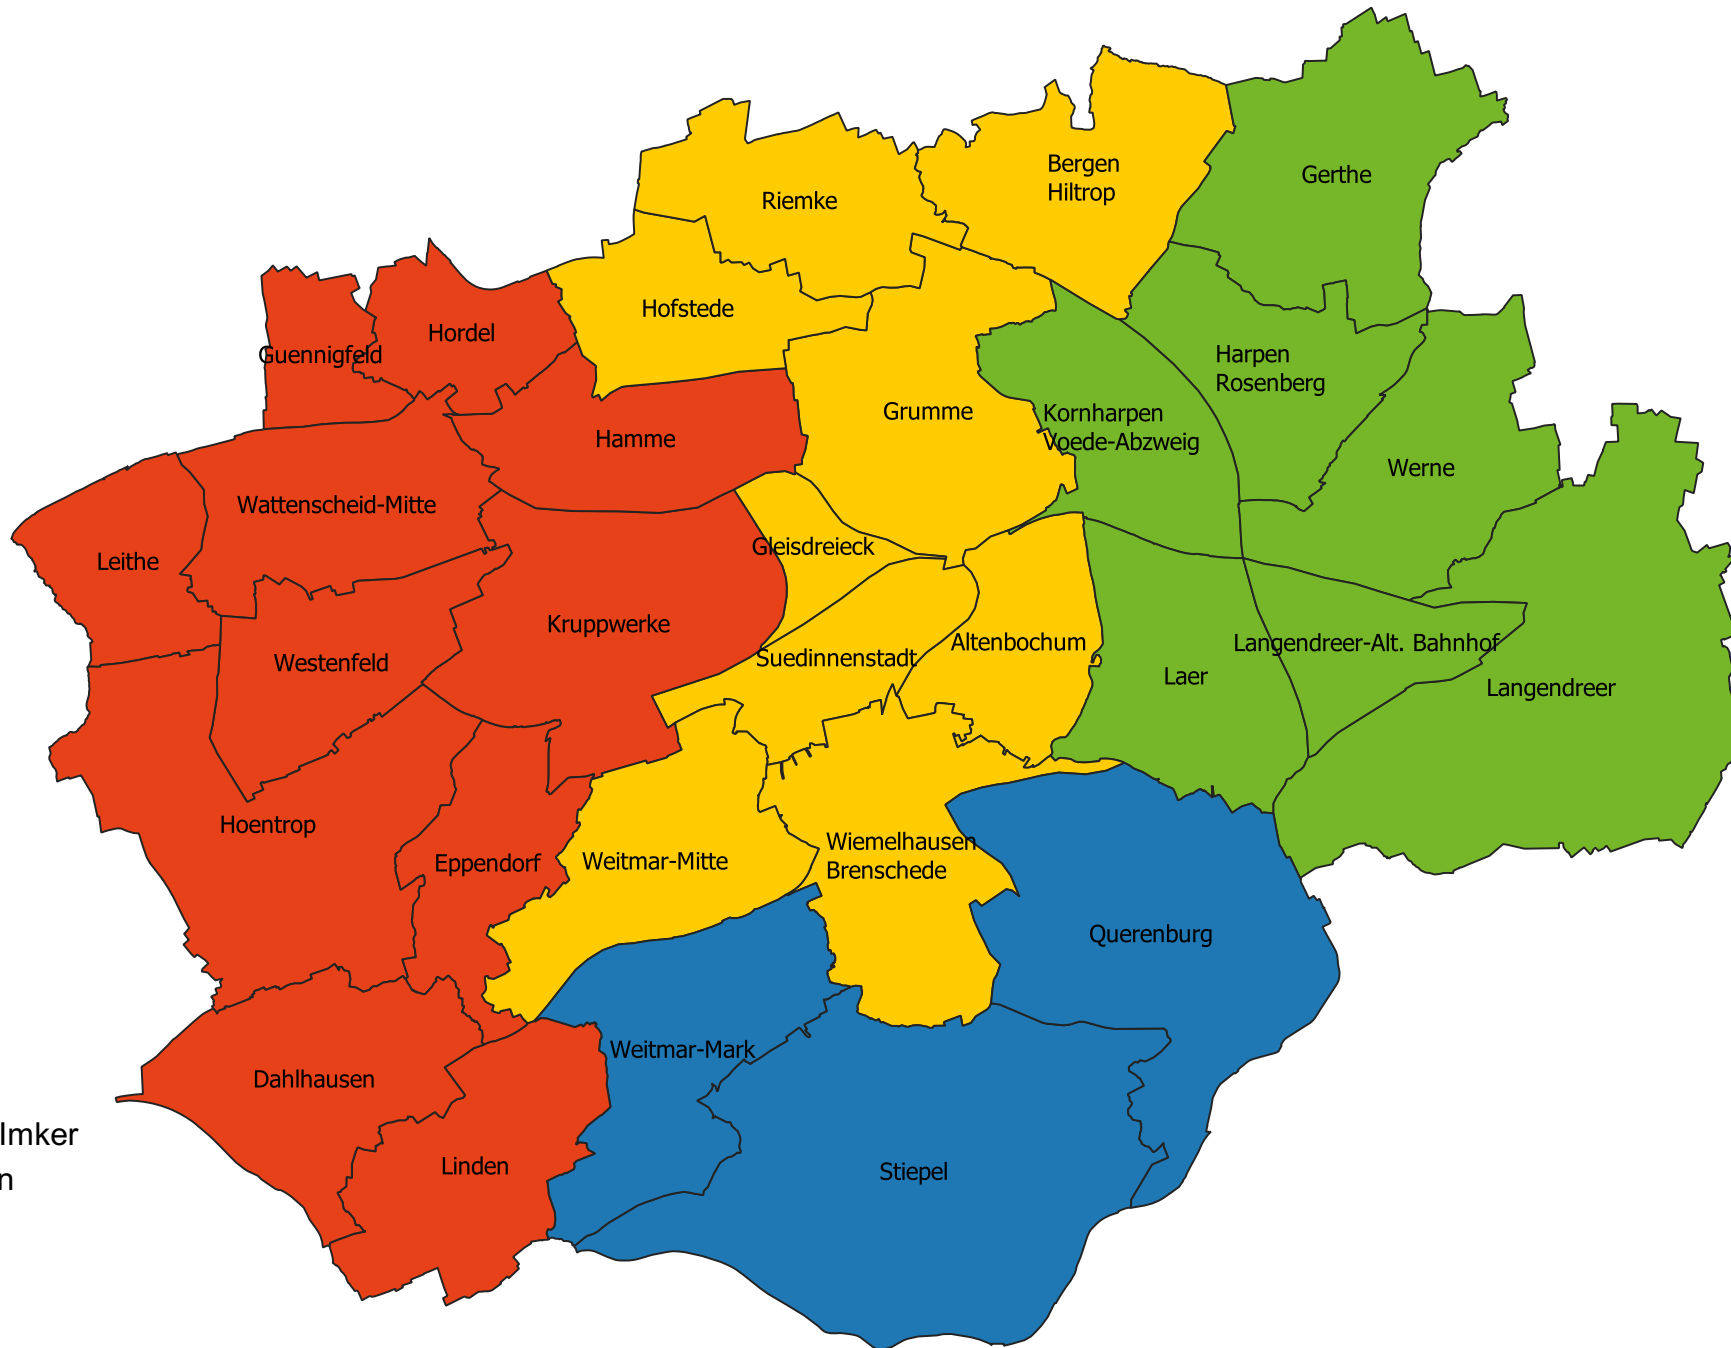 Bergen
Hiltrop
Gerthe
Riemke
Hofstede
Hordel
Guennigfeld
Harpen
Rosenberg
Grumme
Kornharpen
Voede-Abzweig
Hamme
Werne
Wattenscheid-Mitte
Gleisdreieck
Leithe
Kruppwerke
Altenbochum
Langendreer-Alt. Bahnhof
Suedinnenstadt
Westenfeld
Laer
Langendreer
Hoentrop
Wiemelhausen
Brenschede
Eppendorf
Weitmar-Mitte
Querenburg
Weitmar-Mark
Dahlhausen
Imker
Linden
Stiepel
n